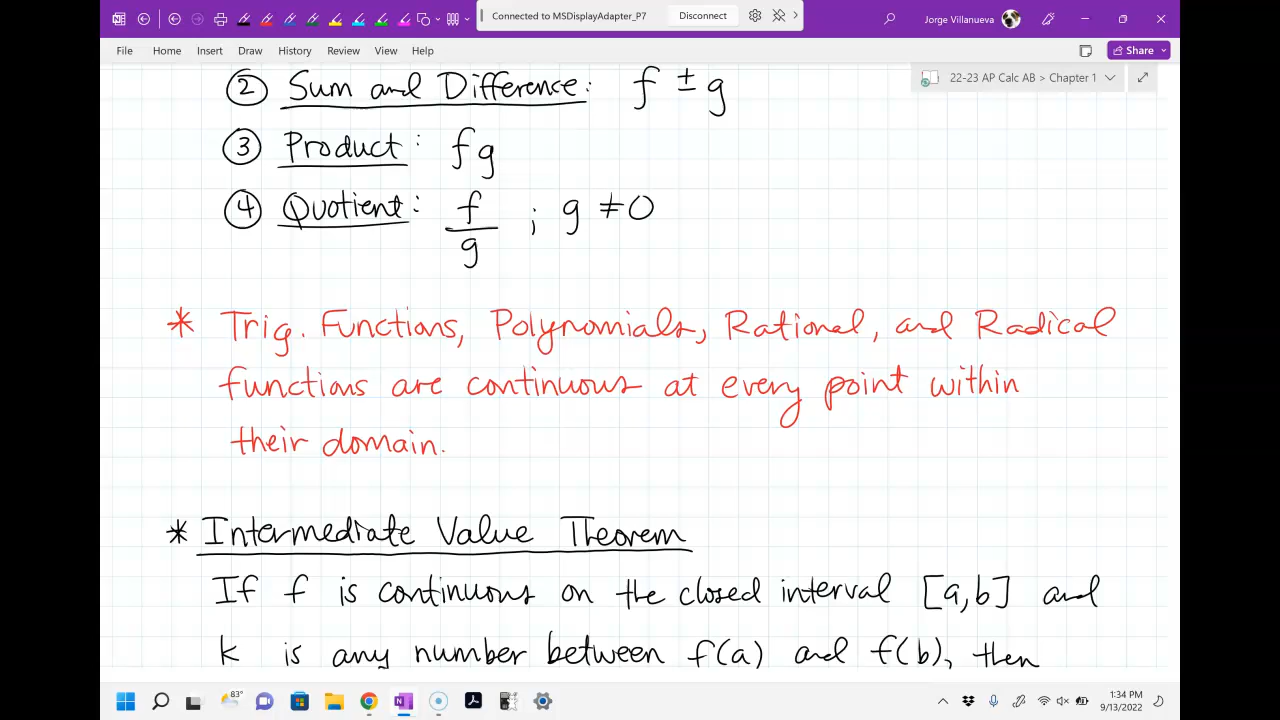 Connected to MSDisplayAdapter_P7
Disconnect
Jorge Villanueva
File Home Insert Draw History Review View Help
Share
22-23 AP Calc AB > Chapter 1
② Sum and Difference: f ± g
③ Product: fg
④ Quotient: f/g ; g ≠ 0
* Trig. Functions, Polynomials, Rational, and Radical
functions are continuous at every point within
their domain.
* Intermediate Value Theorem
If f is continuous on the closed interval [a,b] and
k is any number between f(a) and f(b), then
83°
1:34 PM
9/13/2022